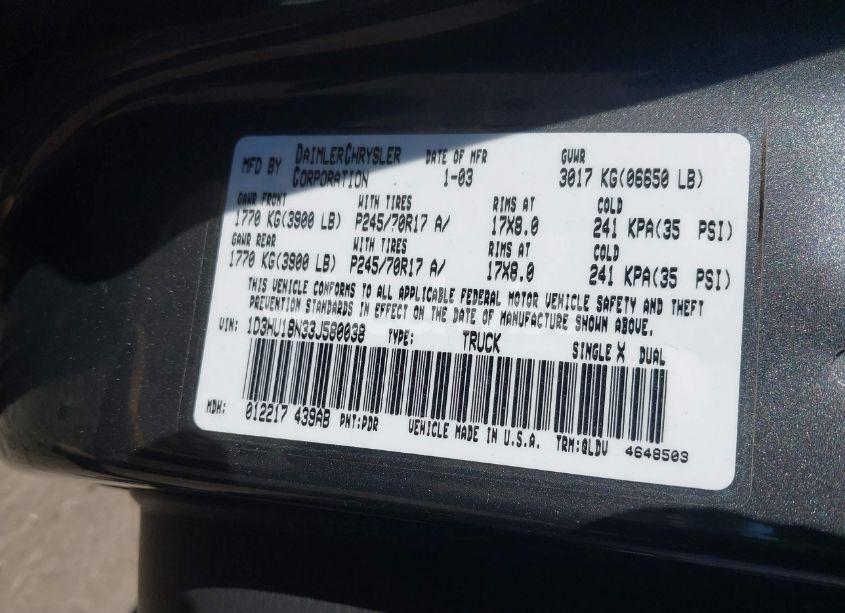 MFD BY DAIMLERCHRYSLER CORPORATION DATE OF MFR 1-03 GVWR 3017 KG(06650 LB)
GAWR FRONT WITH TIRES RIMS AT COLD
1770 KG(3900 LB) P245/70R17 A/ 17X8.0 241 KPA(35 PSI)
GAWR REAR WITH TIRES RIMS AT COLD
1770 KG(3900 LB) P245/70R17 A/ 17X8.0 241 KPA(35 PSI)
THIS VEHICLE CONFORMS TO ALL APPLICABLE FEDERAL MOTOR VEHICLE SAFETY AND THEFT
PREVENTION STANDARDS IN EFFECT ON THE DATE OF MANUFACTURE SHOWN ABOVE.
VIN: 1D3HU18N33J580038 TYPE: TRUCK SINGLE X DUAL
MDH: 012217 439AB PNT:PDR VEHICLE MADE IN U.S.A. TRM:QLDV 4648503